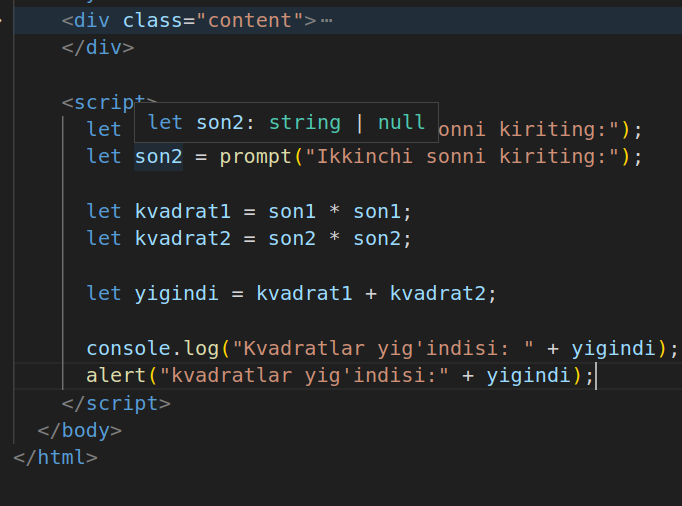 <div class="content">⋯
</div>
<script>
let son2: string | null
let sonni kiriting:");
let son2 = prompt("Ikkinchi sonni kiriting:");
let kvadrat1 = son1 * son1;
let kvadrat2 = son2 * son2;
let yigindi = kvadrat1 + kvadrat2;
console.log("Kvadratlar yig'indisi: " + yigindi);
alert("kvadratlar yig'indisi:" + yigindi);
</script>
</body>
</html>